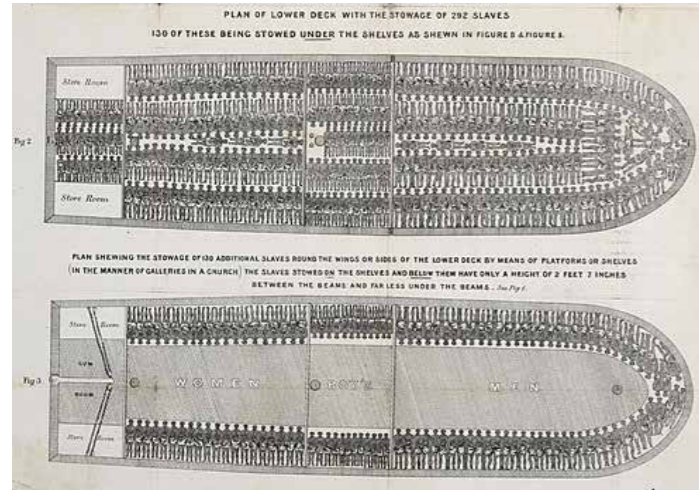 PLAN OF LOWER DECK WITH THE STOWAGE OF 292 SLAVES
130 OF THESE BEING STOWED UNDER THE SHELVES AS SHEWN IN FIGURE 5 & FIGURE 5.
Store Room
Fig 2
Store Room
PLAN SHEWING THE STOWAGE OF 130 ADDITIONAL SLAVES ROUND THE WINGS OR SIDES OF THE LOWER DECK BY MEANS OF PLATFORMS OR SHELVES
(IN THE MANNER OF GALLERIES IN A CHURCH) THE SLAVES STOWED ON THE SHELVES AND BELOW THEM HAVE ONLY A HEIGHT OF 2 FEET 7 INCHES
BETWEEN THE BEAMS AND FAR LESS UNDER THE BEAMS. See Fig
Store Room
GUN
Fig 3
WOMEN
BOYS
MEN
ROOM
Store Room